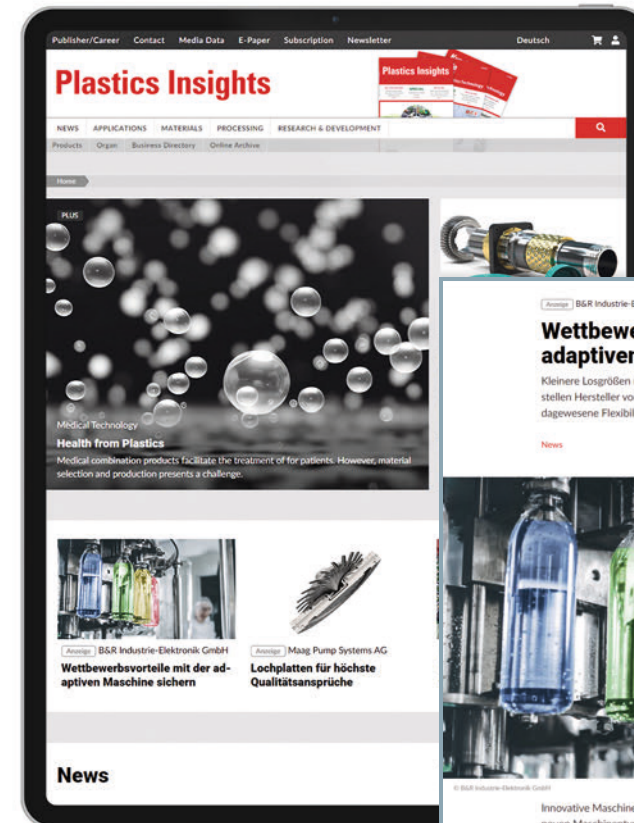 Publisher/Career Contact Media Data E-Paper Subscription Newsletter Deutsch
Plastics Insights
Plastics Insights
NEWS APPLICATIONS MATERIALS PROCESSING RESEARCH & DEVELOPMENT
Products Organ Business Directory Online Archive
Home
PLUS
Medical Technology
Health from Plastics
Medical combination products facilitate the treatment of for patients. However, material
selection and production presents a challenge.
Anzeige B&R Industrie-Elektronik GmbH
Wettbewerbsvorteile mit der ad-
aptiven Maschine sichern
Anzeige Maag Pump Systems AG
Lochplatten für höchste
Qualitätsansprüche
News
Anzeige B&R Industrie-E
Wettbewe
adaptiven
Kleinere Losgrößen
stellen Hersteller vo
dagewesene Flexibil
News
© B&R Industrie-Elektronik GmbH
Innovative Maschine